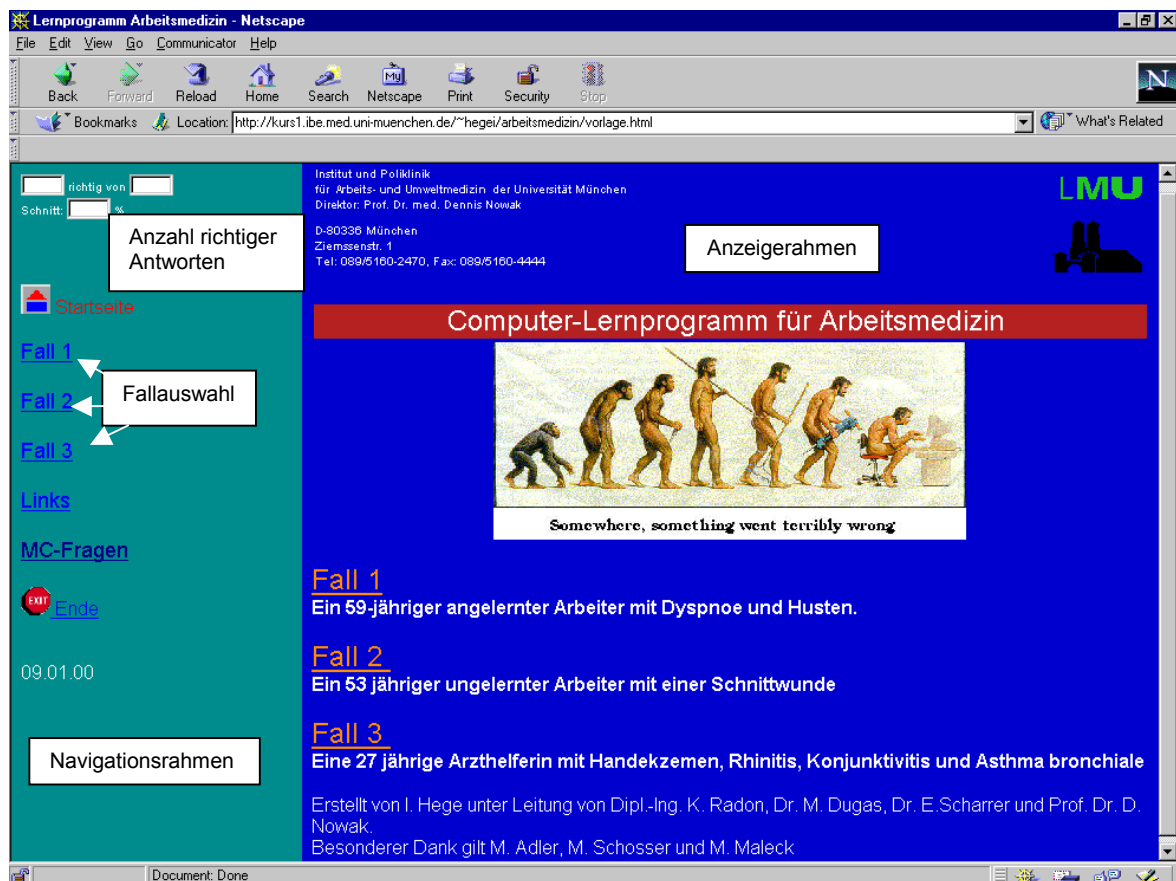 Lernprogramm Arbeitsmedizin - Netscape
File Edit View Go Communicator Help
Back Forward Reload Home Search Netscape Print Security Stop
My
N
Bookmarks Location: http://kurs1.ibe.med.uni-muenchen.de/~hegei/arbeitsmedizin/vorlage.html What's Related
richtig von
Schnitt: %
Anzahl richtiger
Antworten
Startseite
Fall 1
Fallauswahl
Fall 2
Fall 3
Links
MC-Fragen
EXIT Ende
09.01.00
Navigationsrahmen
Institut und Poliklinik
für Arbeits- und Umweltmedizin der Universität München
Direktor: Prof. Dr. med. Dennis Nowak
D-80336 München
Ziemssenstr. 1
Tel: 089/5160-2470, Fax: 089/5160-4444
Anzeigerahmen
LMU
Computer-Lernprogramm für Arbeitsmedizin
Somewhere, something went terribly wrong
Fall 1
Ein 59-jähriger angelernter Arbeiter mit Dyspnoe und Husten.
Fall 2
Ein 53 jähriger ungelernter Arbeiter mit einer Schnittwunde
Fall 3
Eine 27 jährige Arzthelferin mit Handekzemen, Rhinitis, Konjunktivitis und Asthma bronchiale
Erstellt von I. Hege unter Leitung von Dipl.-Ing. K. Radon, Dr. M. Dugas, Dr. E.Scharrer und Prof. Dr. D.
Nowak.
Besonderer Dank gilt M. Adler, M. Schosser und M. Maleck
Document: Done